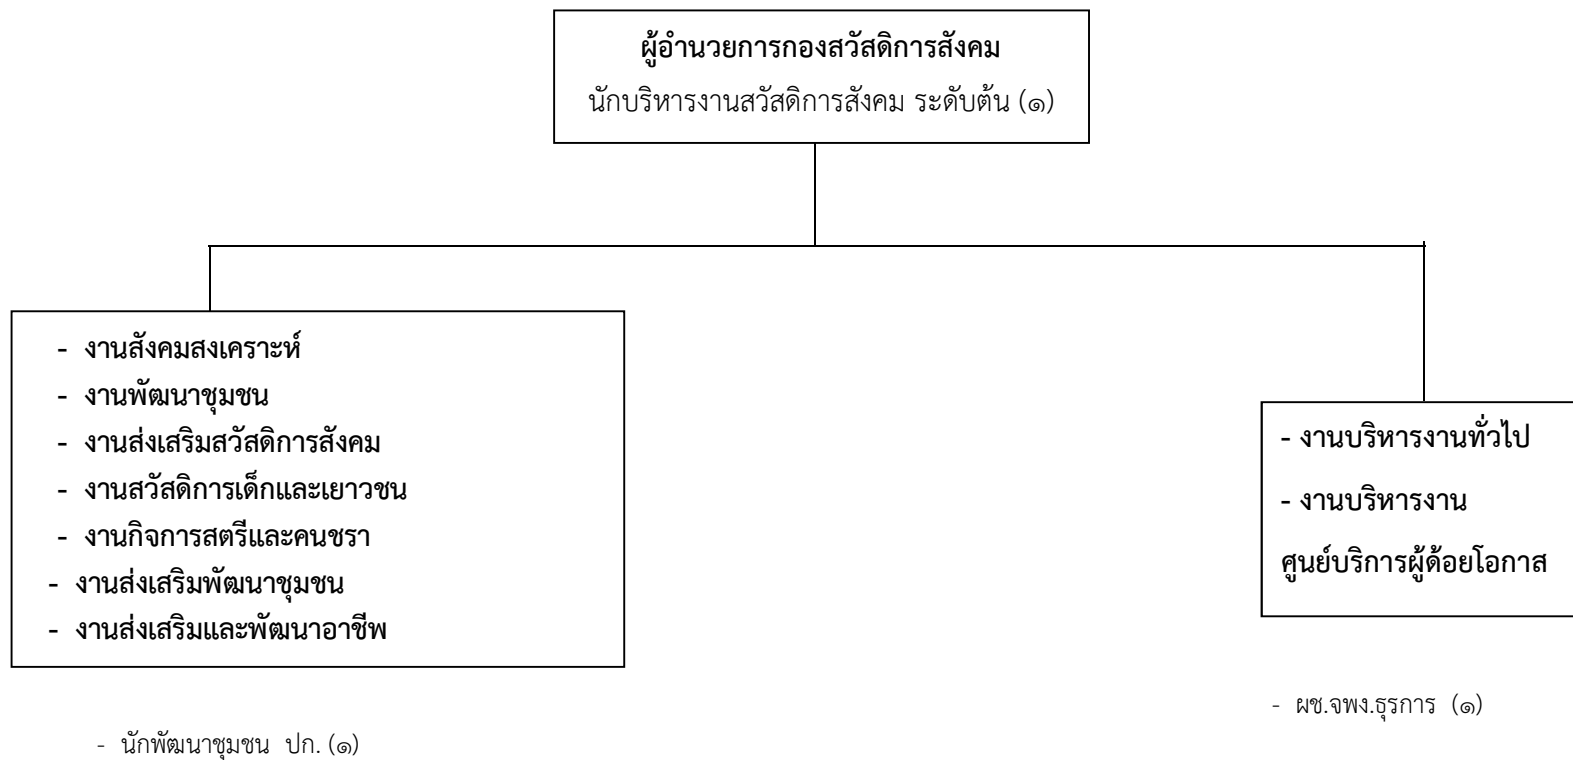 ผู้อำนวยการกองสวัสดิการสังคม
นักบริหารงานสวัสดิการสังคม ระดับต้น (๑)
- งานสังคมสงเคราะห์
- งานพัฒนาชุมชน
- งานส่งเสริมสวัสดิการสังคม
- งานสวัสดิการเด็กและเยาวชน
- งานกิจการสตรีและคนชรา
- งานส่งเสริมพัฒนาชุมชน
- งานส่งเสริมและพัฒนาอาชีพ
- นักพัฒนาชุมชน ปก. (๑)
- งานบริหารงานทั่วไป
- งานบริหารงาน
ศูนย์บริการผู้ด้อยโอกาส
- ผช.จพง.ธุรการ (๑)